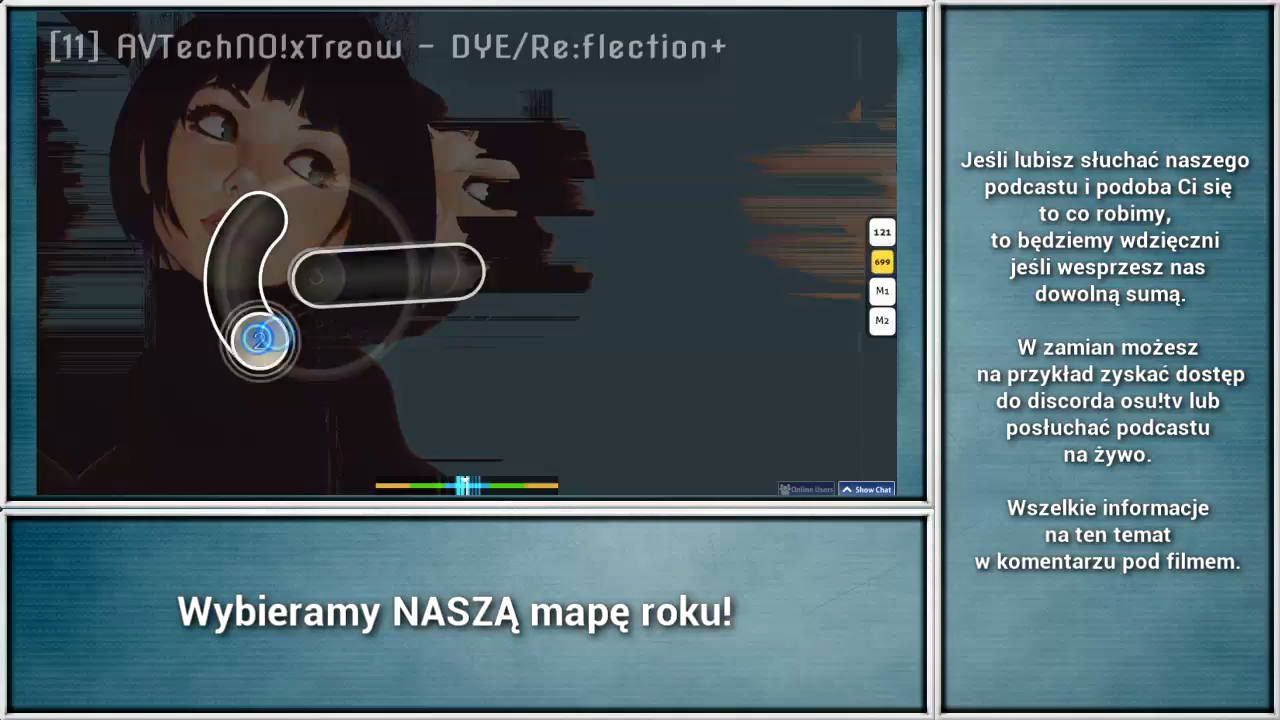 [11] AVTechNO!xTreow - DYE/Re:flection+
2
3
121
699
M1
M2
Online Users
Show Chat
Wybieramy NASZĄ mapę roku!
Jeśli lubisz słuchać naszego
podcastu i podoba Ci się
to co robimy,
to będziemy wdzięczni
jeśli wesprzesz nas
dowolną sumą.
W zamian możesz
na przykład zyskać dostęp
do discorda osu!tv lub
posłuchać podcastu
na żywo.
Wszelkie informacje
na ten temat
w komentarzu pod filmem.